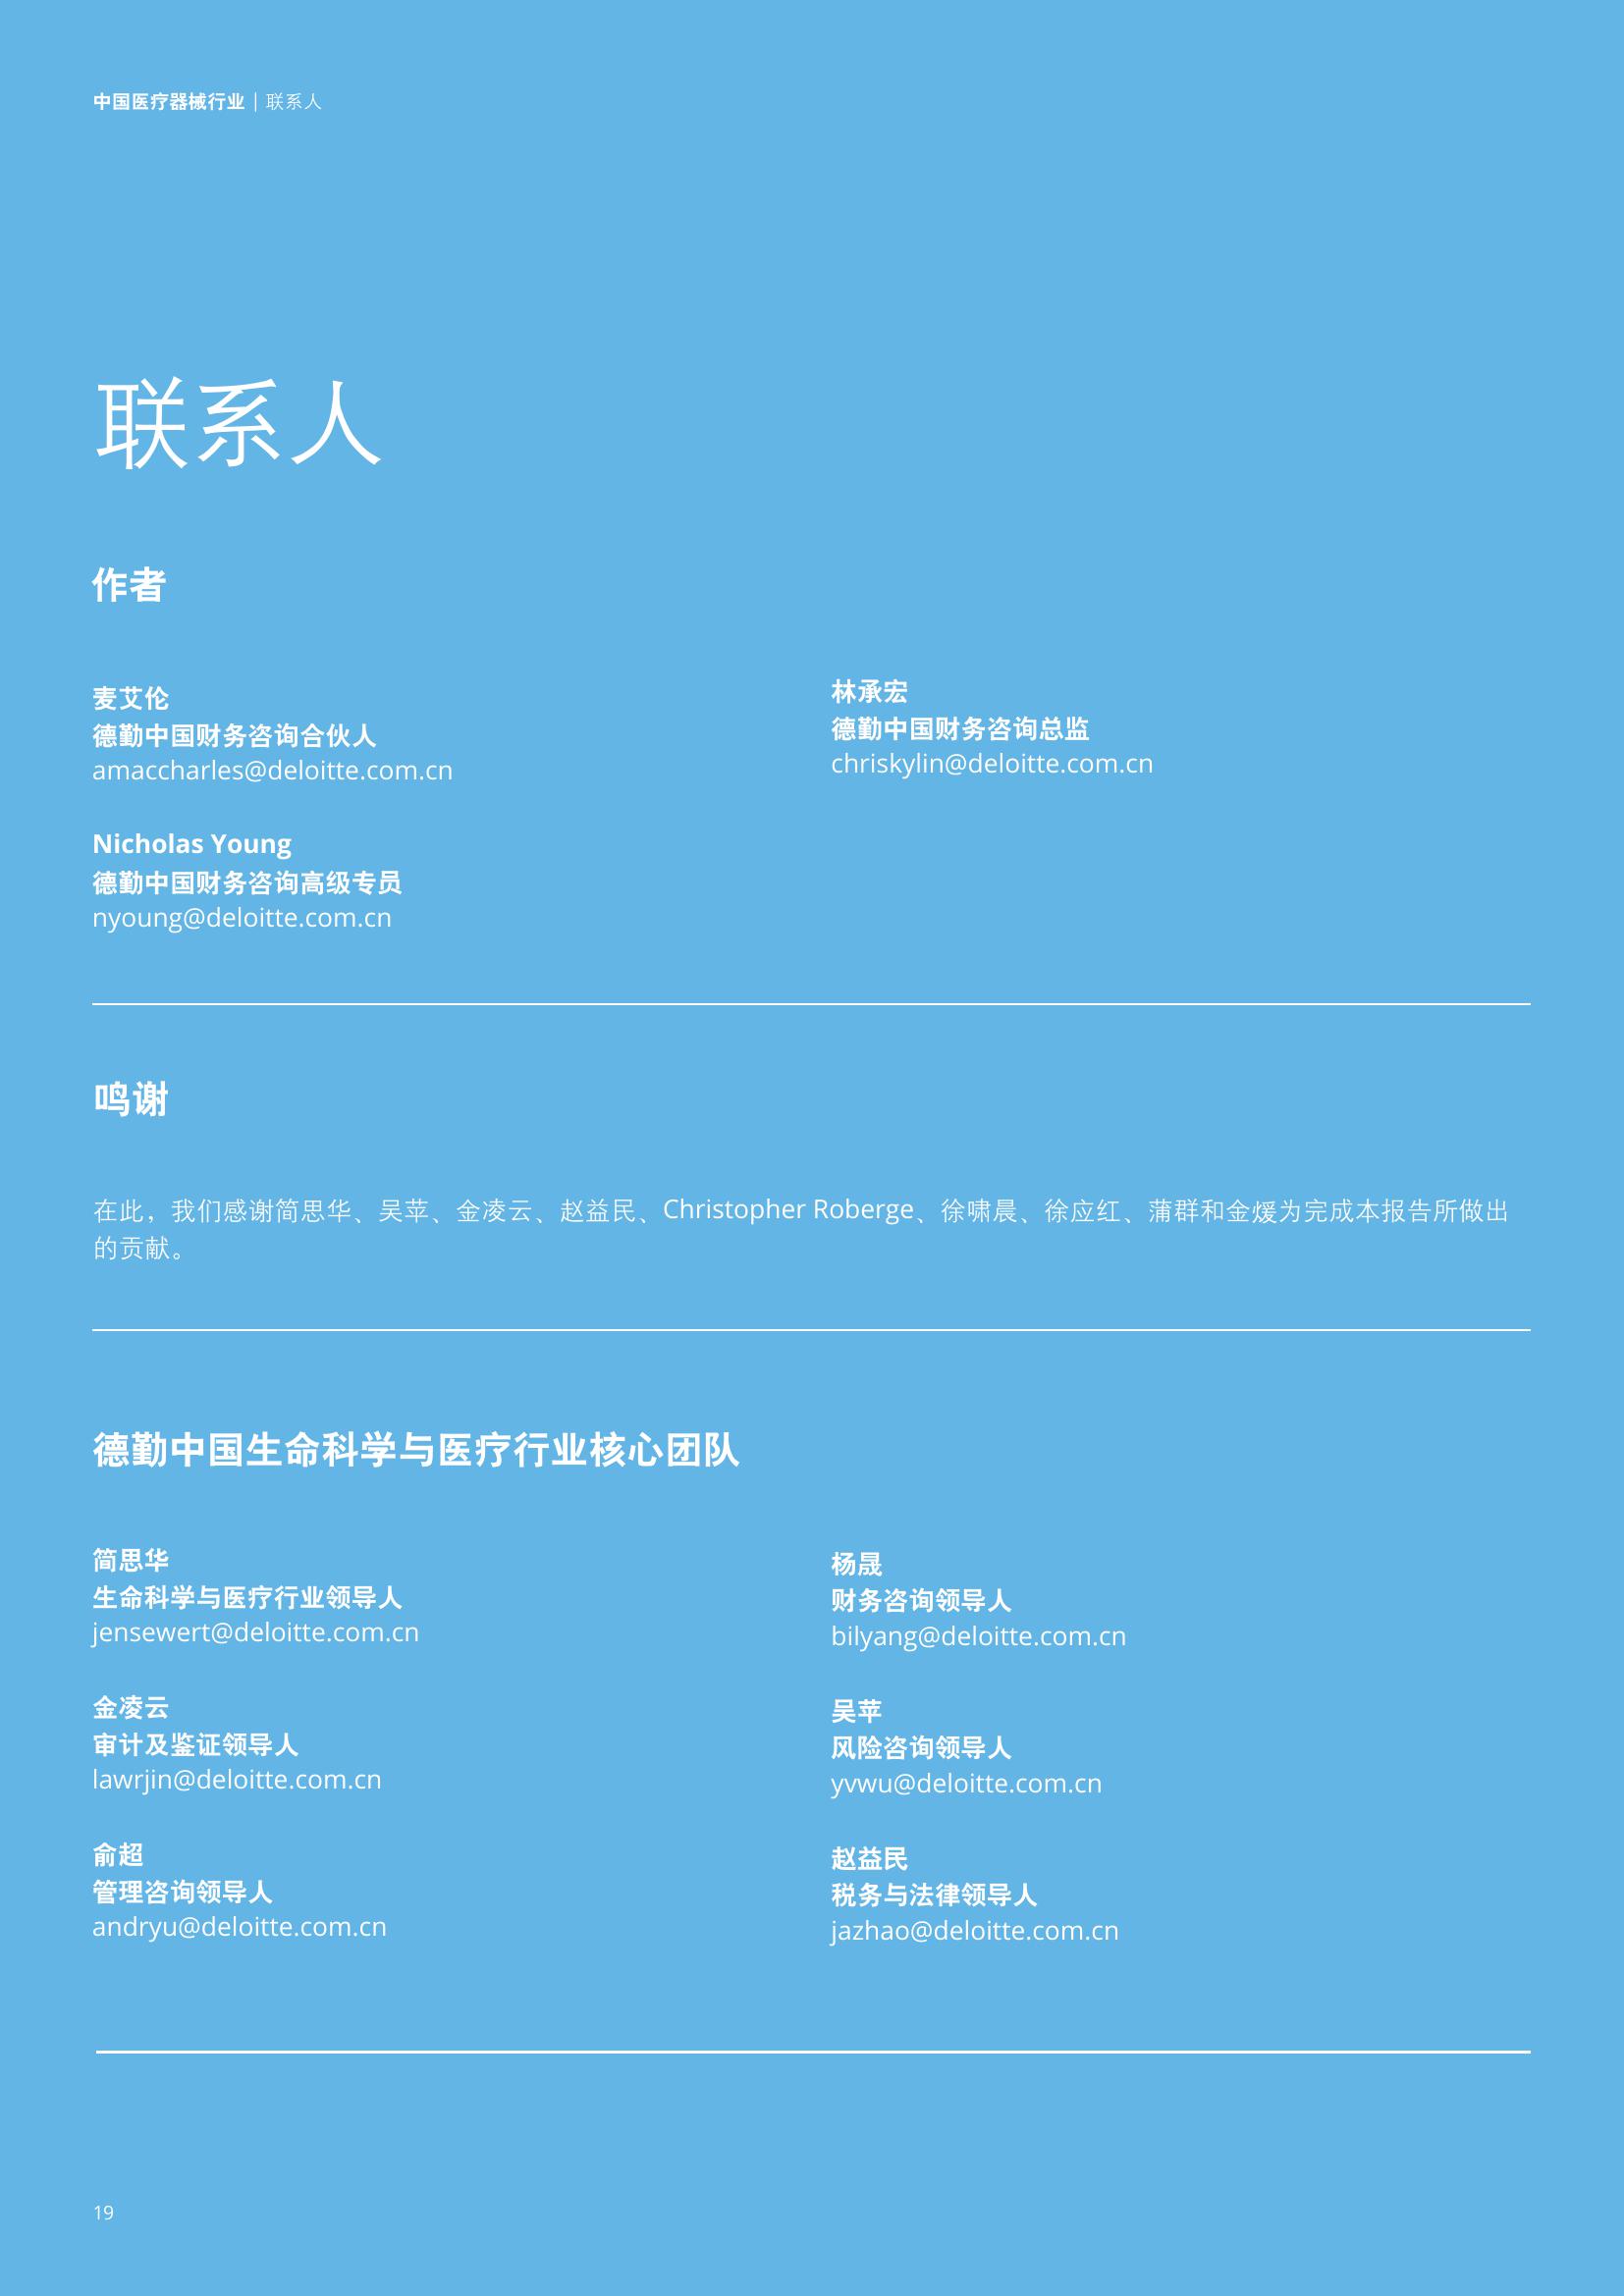 中国医疗器械行业 | 联系人
联系人
作者
麦艾伦
德勤中国财务咨询合伙人
amaccharles@deloitte.com.cn
Nicholas Young
德勤中国财务咨询高级专员
nyoung@deloitte.com.cn
林承宏
德勤中国财务咨询总监
chriskylin@deloitte.com.cn
鸣谢
在此，我们感谢简思华、吴苹、金凌云、赵益民、Christopher Roberge、徐啸晨、徐应红、蒲群和金煖为完成本报告所做出
的贡献。
德勤中国生命科学与医疗行业核心团队
简思华
生命科学与医疗行业领导人
jensewert@deloitte.com.cn
金凌云
审计及鉴证领导人
lawrjin@deloitte.com.cn
俞超
管理咨询领导人
andryu@deloitte.com.cn
杨晟
财务咨询领导人
bilyang@deloitte.com.cn
吴苹
风险咨询领导人
yvwu@deloitte.com.cn
赵益民
税务与法律领导人
jazhao@deloitte.com.cn
19